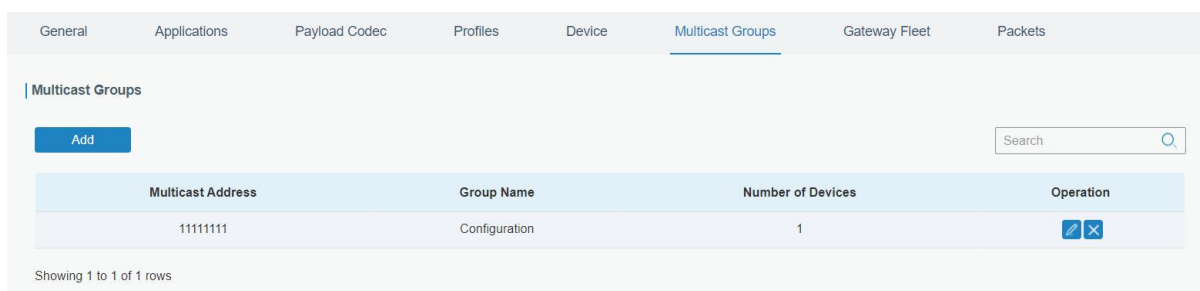 General Applications Payload Codec Profiles Device Multicast Groups Gateway Fleet Packets
Multicast Groups
Add Search
Multicast Address Group Name Number of Devices Operation
11111111 Configuration 1
Showing 1 to 1 of 1 rows